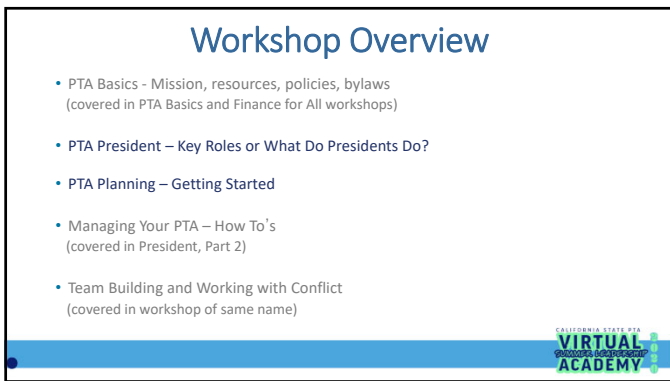 Workshop Overview
• PTA Basics - Mission, resources, policies, bylaws
(covered in PTA Basics and Finance for All workshops)
• PTA President – Key Roles or What Do Presidents Do?
• PTA Planning – Getting Started
• Managing Your PTA – How To's
(covered in President, Part 2)
• Team Building and Working with Conflict
(covered in workshop of same name)
CALIFORNIA STATE PTA
VIRTUAL
SUMMER LEADERSHIP
ACADEMY
2020